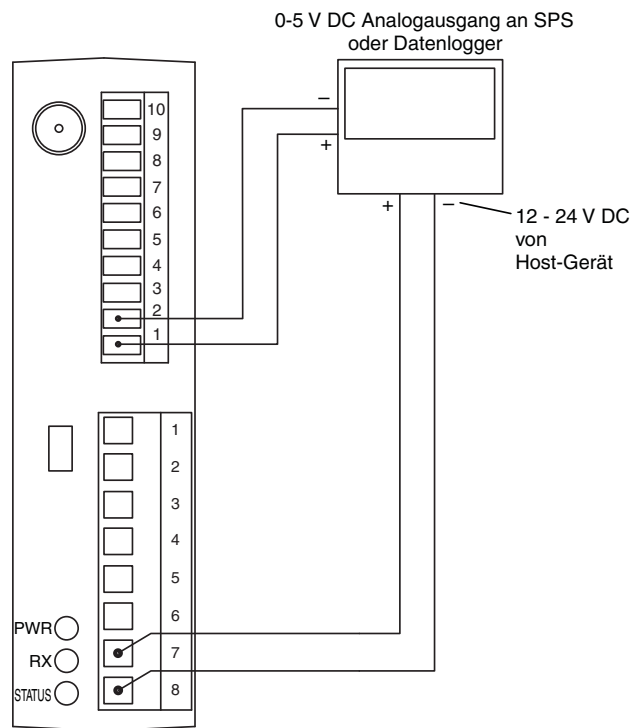 0-5 V DC Analogausgang an SPS
oder Datenlogger
10
9
8
7
6
5
4
3
2
1
–
+
+
–
12 - 24 V DC
von
Host-Gerät
1
2
3
4
5
6
7
8
PWR
RX
STATUS